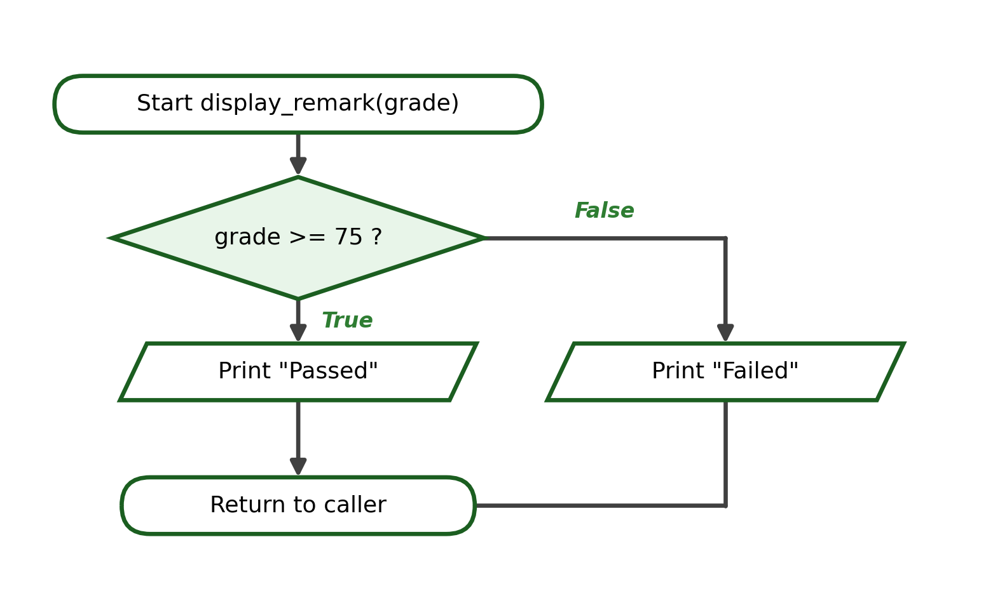 Start display_remark(grade)
grade >= 75 ?
False
True
Print "Passed"
Print "Failed"
Return to caller